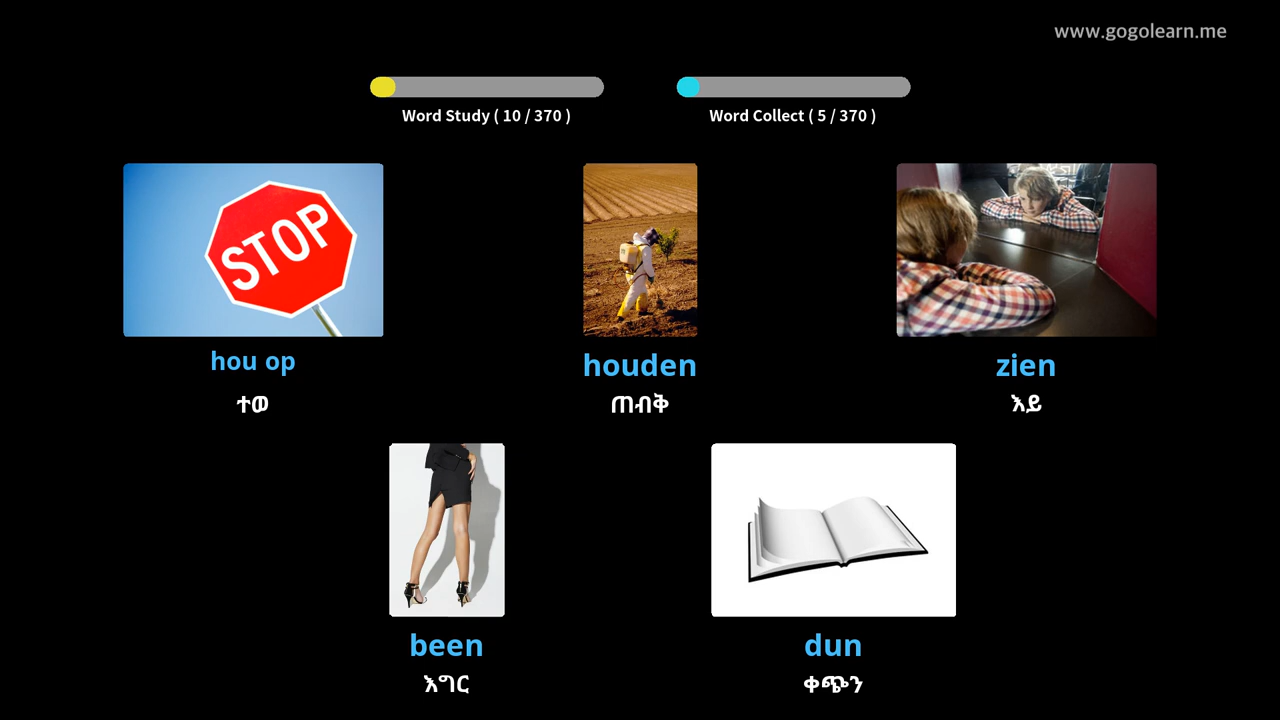 www.gogolearn.me
Word Study ( 10 / 370 )
Word Collect ( 5 / 370 )
STOP
hou op
ተወ
houden
ጠብቅ
zien
እይ
been
እግር
dun
ቀጭን